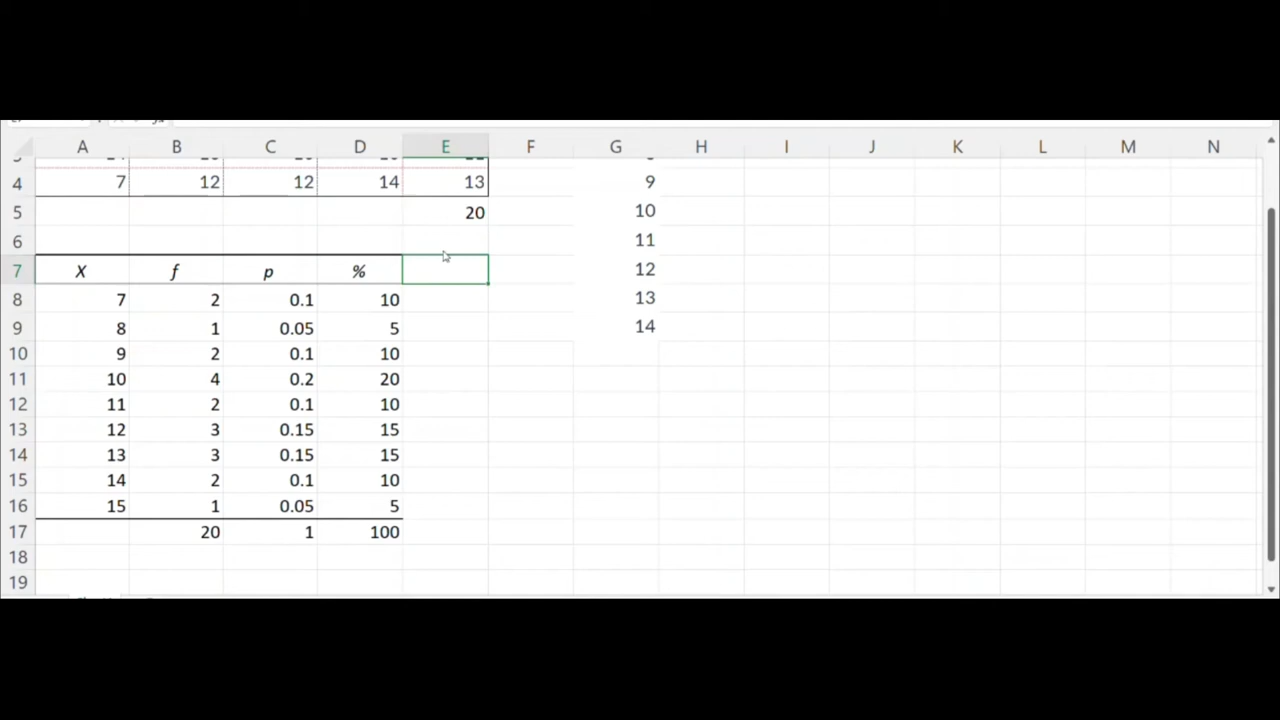 A B C D E F G H I J K L M N
4 7 12 12 14 13 9
5 20 10
6 11
7 X f p % 12
8 7 2 0.1 10 13
9 8 1 0.05 5 14
10 9 2 0.1 10
11 10 4 0.2 20
12 11 2 0.1 10
13 12 3 0.15 15
14 13 3 0.15 15
15 14 2 0.1 10
16 15 1 0.05 5
17 20 1 100
18
19